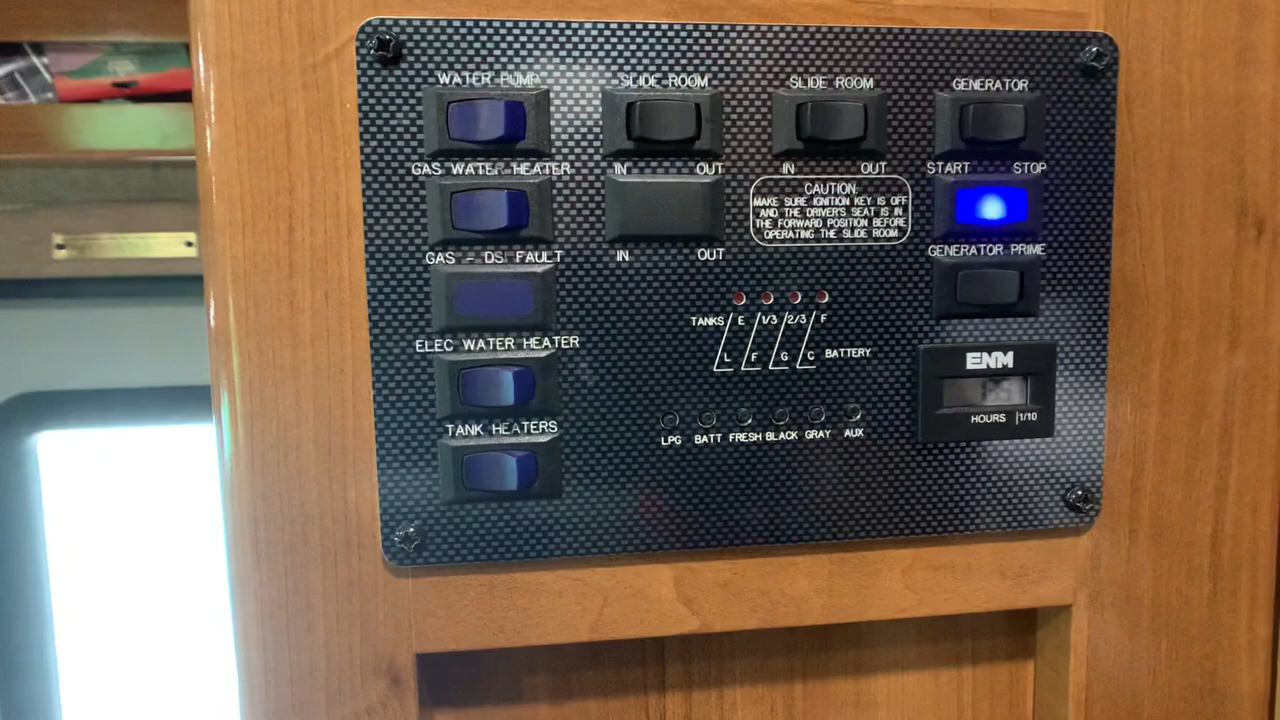 WATER PUMP
SLIDE ROOM
SLIDE ROOM
GENERATOR
GAS WATER HEATER
IN OUT
IN OUT
START STOP
CAUTION:
MAKE SURE IGNITION KEY IS OFF
AND THE DRIVER'S SEAT IS IN
THE FORWARD POSITION BEFORE
OPERATING THE SLIDE ROOM
GAS - DSI FAULT
IN OUT
GENERATOR PRIME
TANKS E 1/3 2/3 F
L F G C BATTERY
ELEC WATER HEATER
ENM
HOURS 1/10
TANK HEATERS
LPG BATT FRESH BLACK GRAY AUX